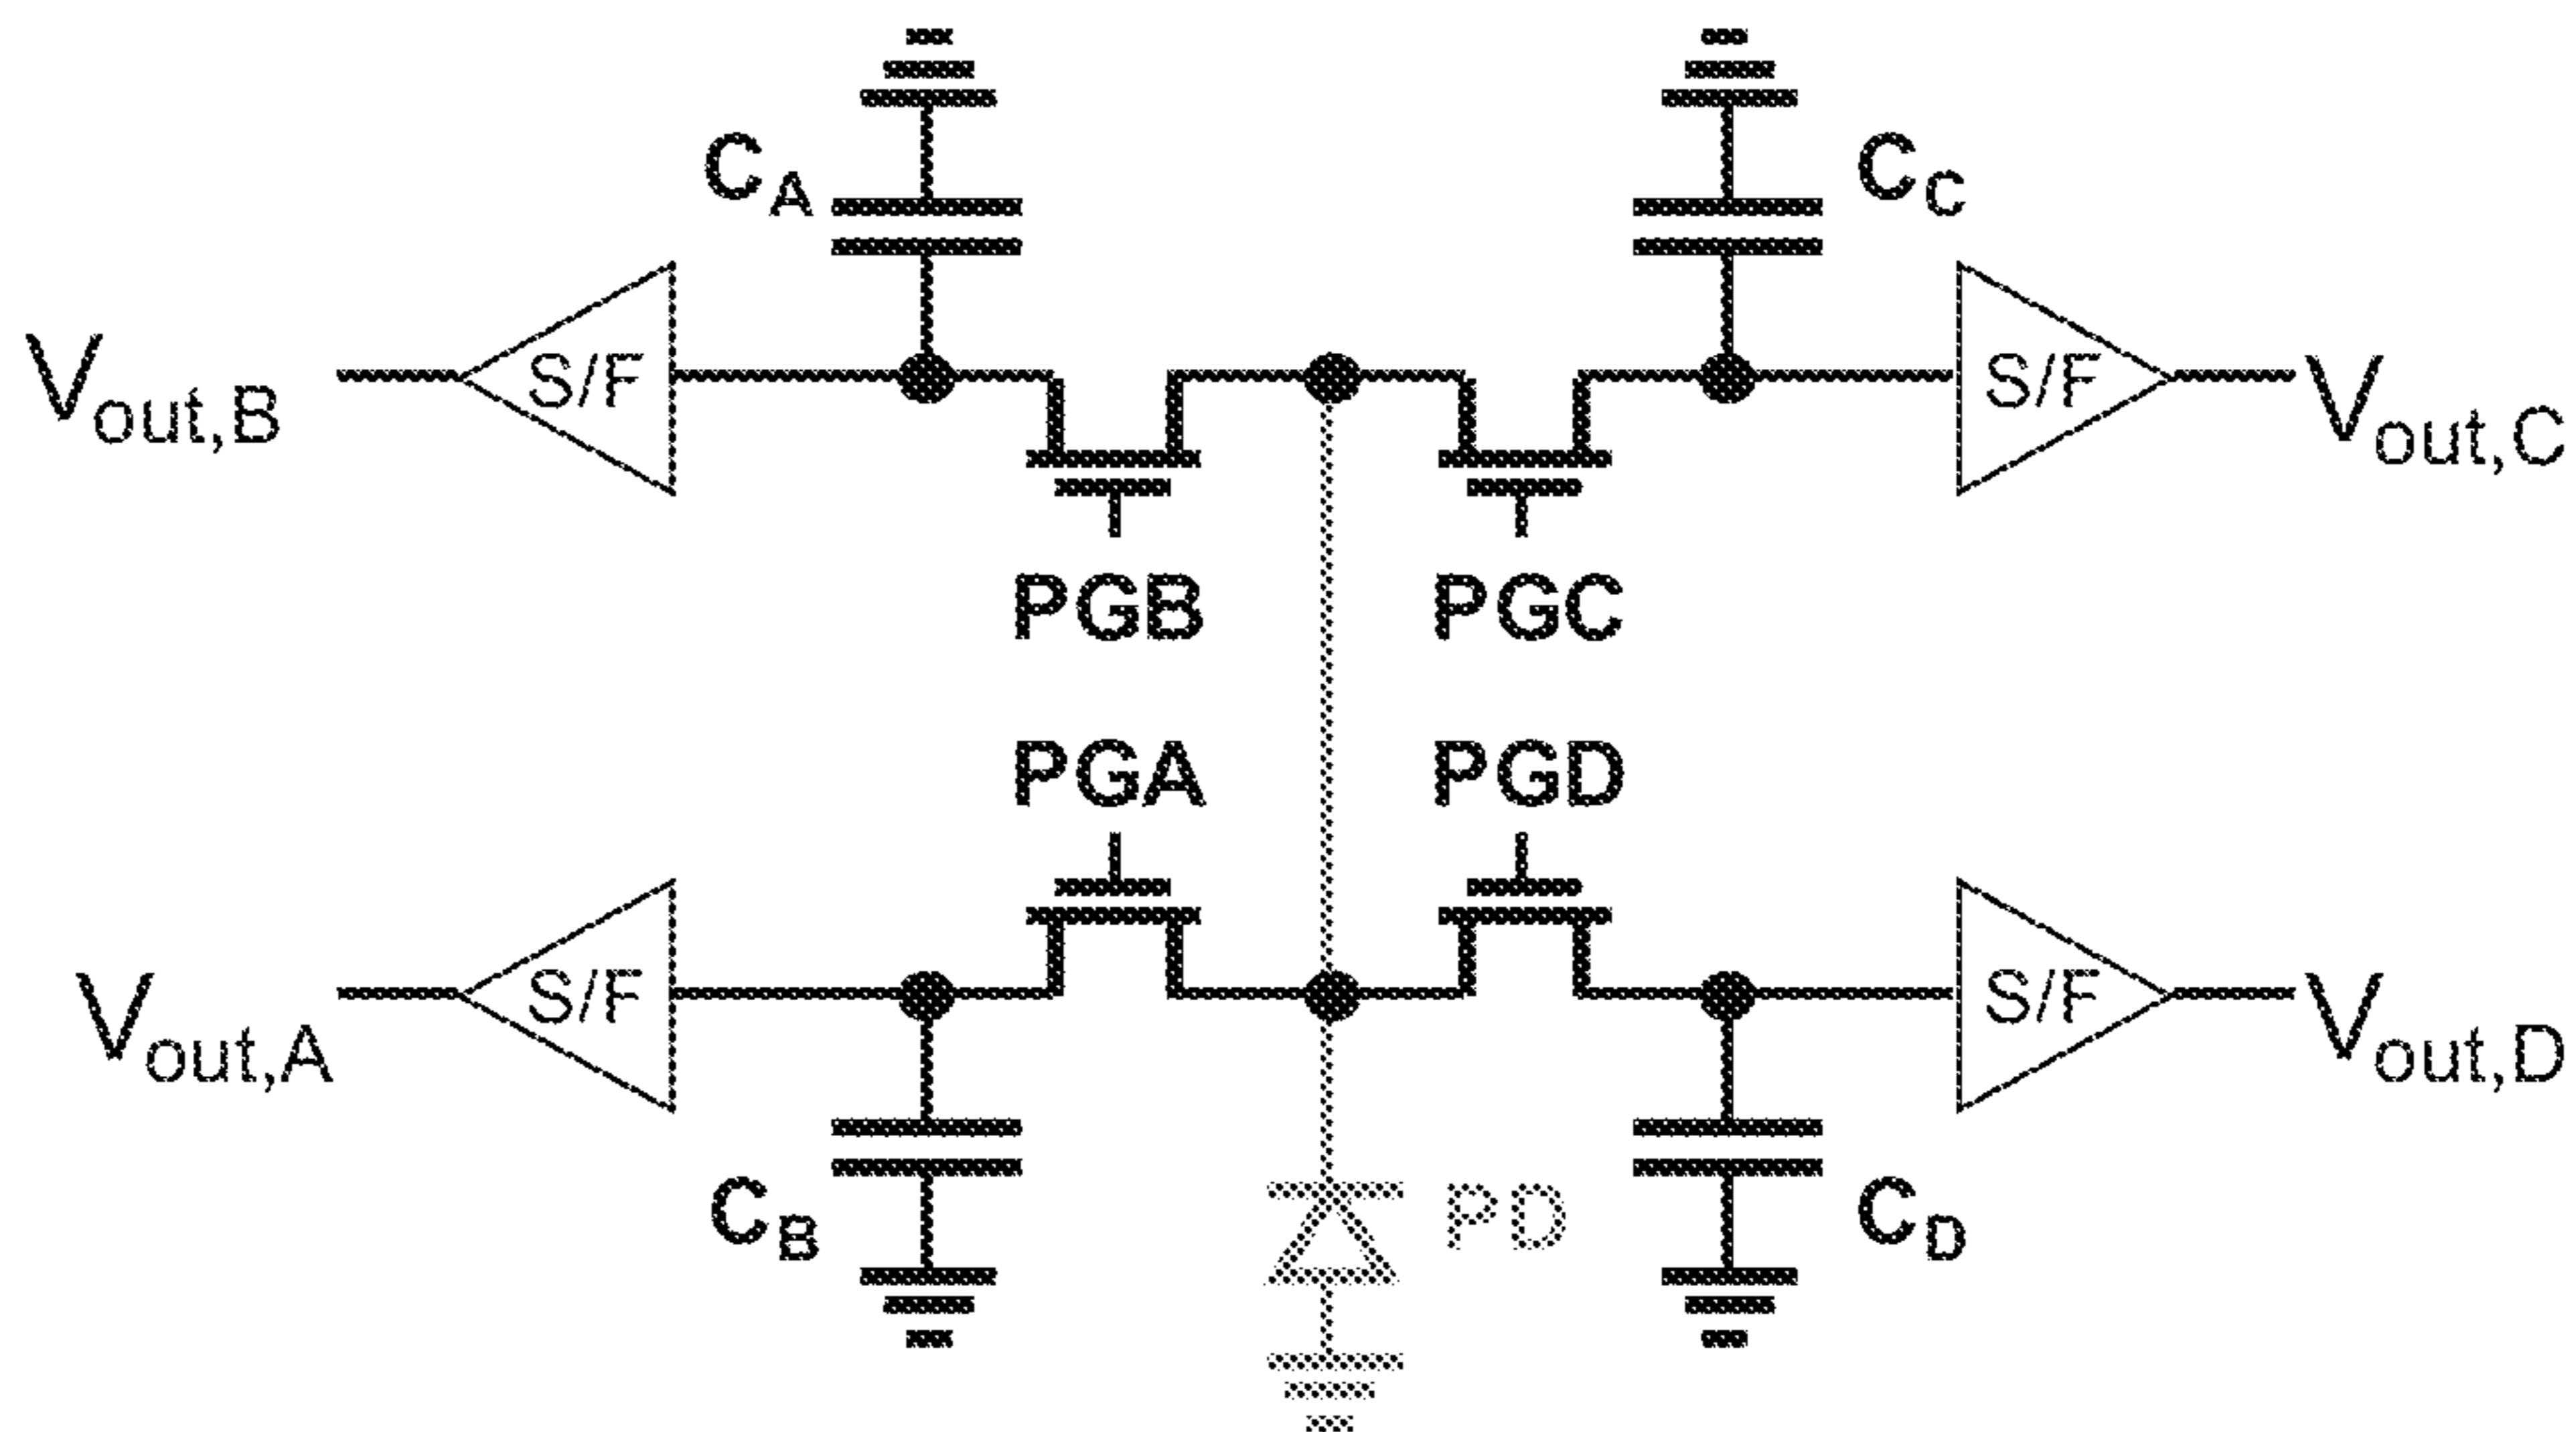 CA
CC
Vout,B
S/F
S/F
Vout,C
PGB
PGC
PGA
PGD
Vout,A
S/F
S/F
Vout,D
CB
PD
CD